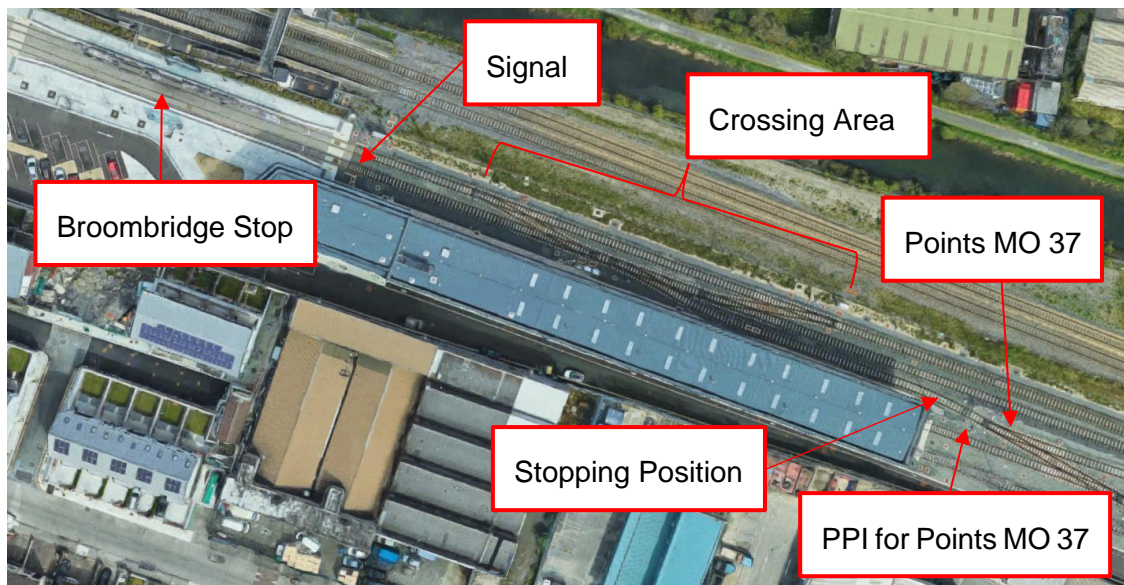 Signal
Crossing Area
Broombridge Stop
Points MO 37
Stopping Position
PPI for Points MO 37